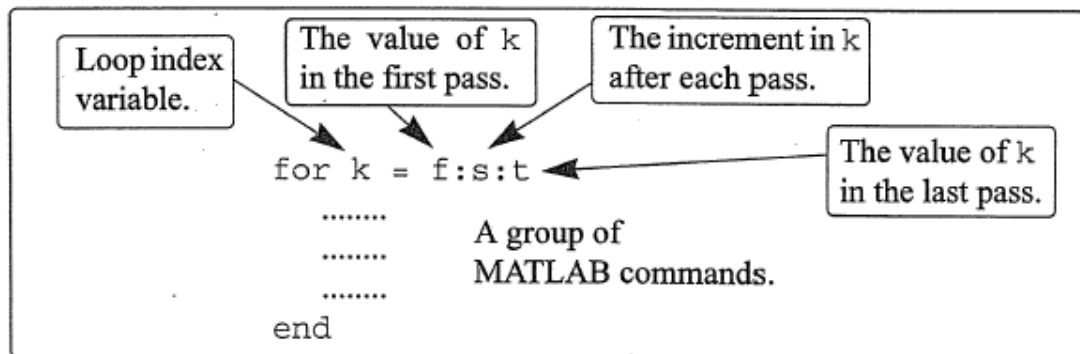 Loop index
variable.
The value of k
in the first pass.
The increment in k
after each pass.
for k = f:s:t
The value of k
in the last pass.
........
........
........
A group of
MATLAB commands.
end